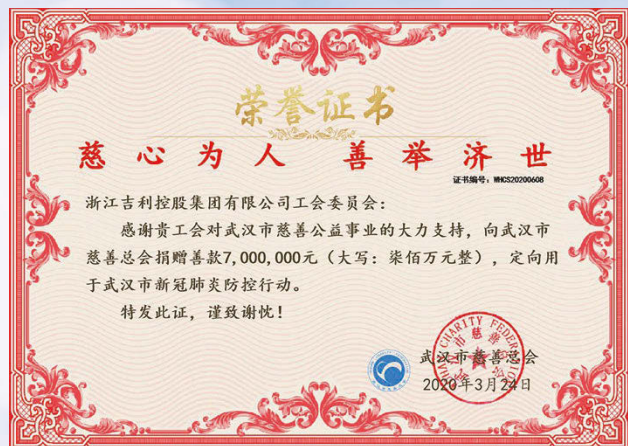 荣誉证书
慈心为人 善举济世
证书编号：WHCS20200608
浙江吉利控股集团有限公司工会委员会：
感谢贵工会对武汉市慈善公益事业的大力支持，向武汉市
慈善总会捐赠善款7,000,000元（大写：柒佰万元整），定向用
于武汉市新冠肺炎防控行动。
特发此证，谨致谢忱！
武汉市慈善总会
2020年3月24日